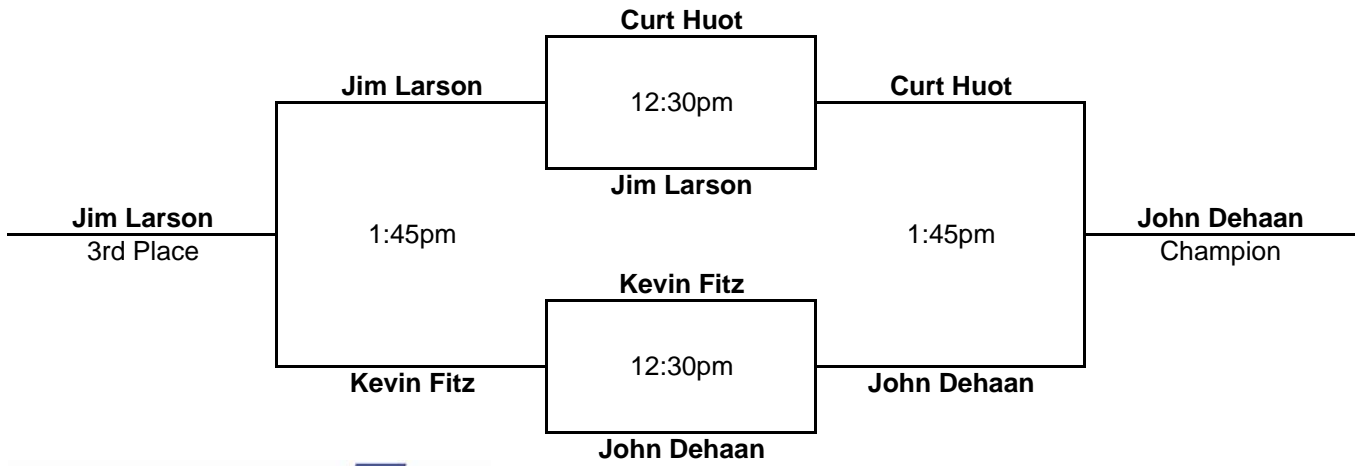 Curt Huot
Jim Larson
12:30pm
Curt Huot
Jim Larson
Jim Larson
3rd Place
1:45pm
1:45pm
John Dehaan
Champion
Kevin Fitz
12:30pm
Kevin Fitz
John Dehaan
John Dehaan